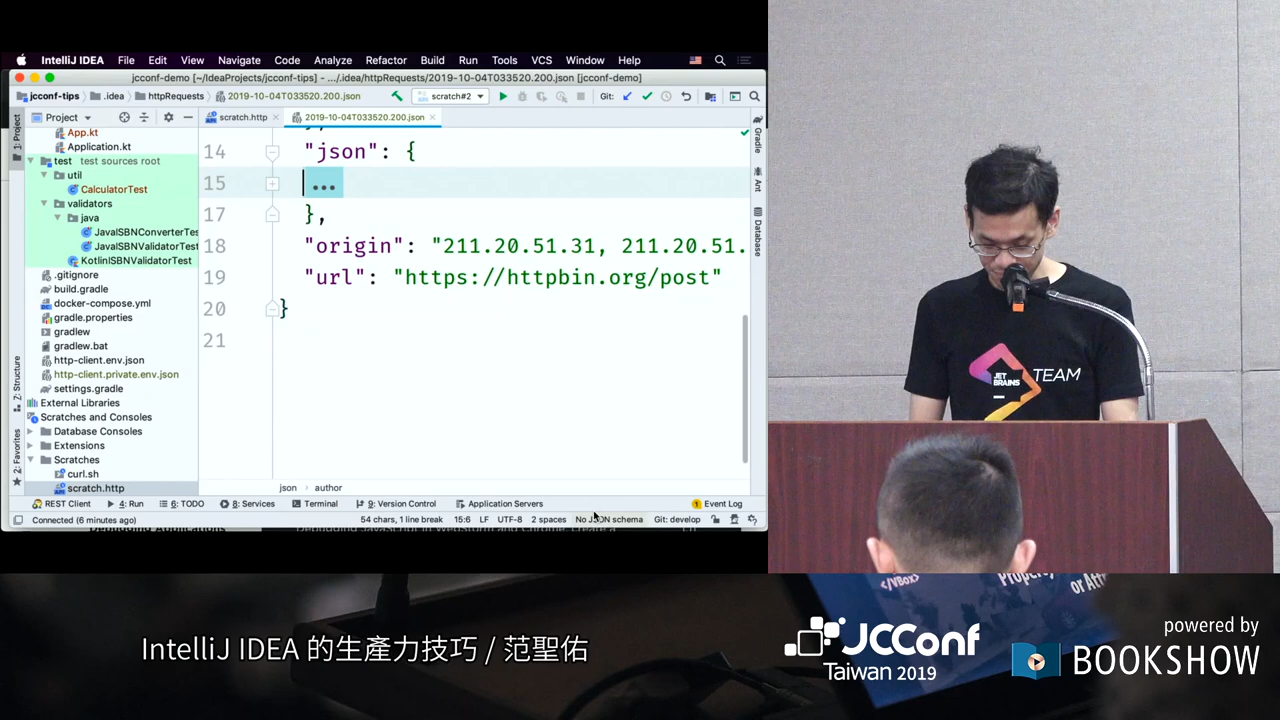 IntelliJ IDEA File Edit View Navigate Code Analyze Refactor Build Run Tools VCS Window Help
jcconf-demo [~/IdeaProjects/jcconf-tips] - .../.idea/httpRequests/2019-10-04T033520.200.json [jcconf-demo]
jcconf-tips .idea httpRequests 2019-10-04T033520.200.json scratch#2 Git:
1: Project
Project
scratch.http
2019-10-04T033520.200.json
App.kt
Application.kt
test test sources root
util
CalculatorTest
validators
java
JavaISBNConverterTes
JavaISBNValidatorTest
KotlinISBNValidatorTest
.gitignore
build.gradle
docker-compose.yml
gradle.properties
gradlew
gradlew.bat
http-client.env.json
http-client.private.env.json
settings.gradle
External Libraries
Scratches and Consoles
Database Consoles
Extensions
Scratches
curl.sh
scratch.http
Z: Structure
2: Favorites
14 "json": {
15 ...
17 },
18 "origin": "211.20.51.31, 211.20.51.
19 "url": "https://httpbin.org/post"
20 }
21
Gradle
Ant
Database
json › author
REST Client 4: Run 6: TODO 8: Services Terminal 9: Version Control Application Servers 1 Event Log
Connected (6 minutes ago) 54 chars, 1 line break 15:6 LF UTF-8 2 spaces No JSON schema Git: develop
JET
BRAINS
TEAM
</VBox>
Property
or Att
IntelliJ IDEA 的生產力技巧 / 范聖佑
JCConf
Taiwan 2019
powered by
BOOKSHOW